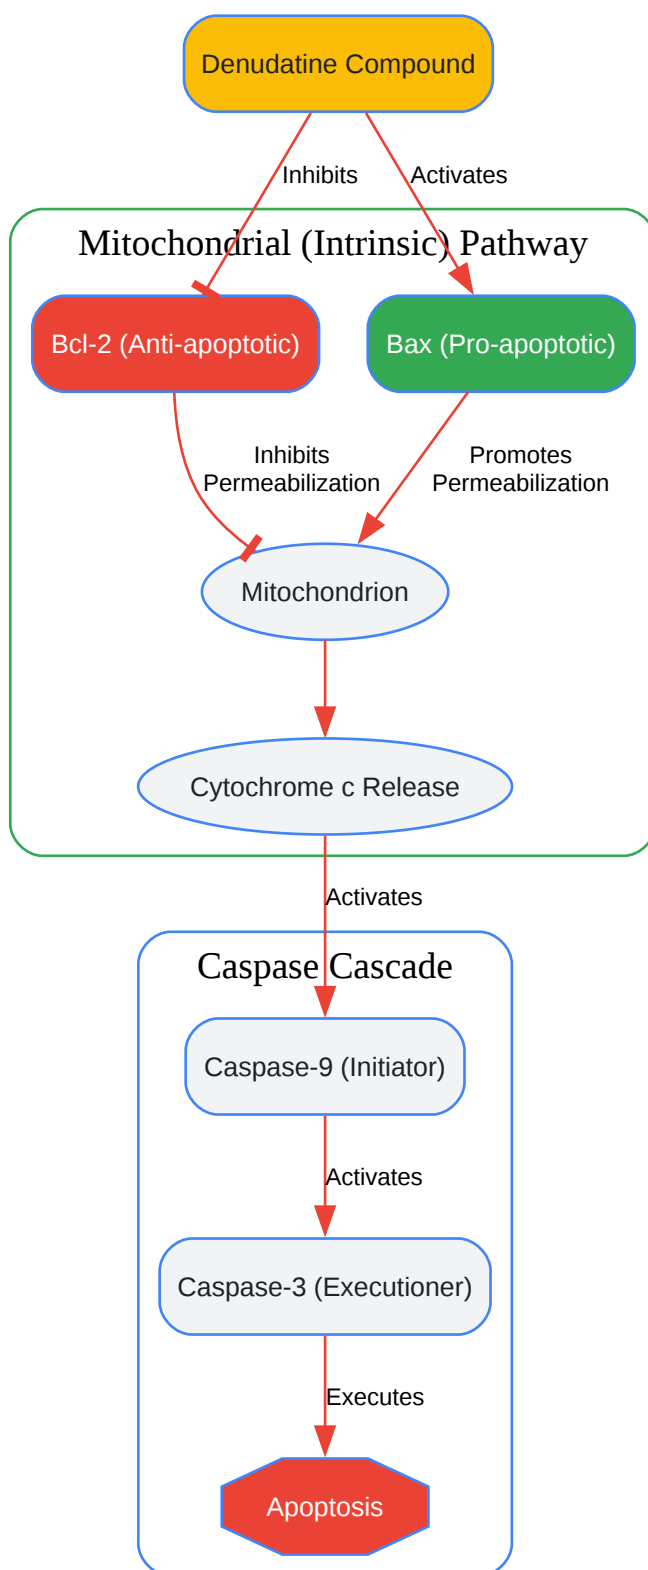 Denudatine Compound
Inhibits
Activates
Mitochondrial (Intrinsic) Pathway
Bcl-2 (Anti-apoptotic)
Bax (Pro-apoptotic)
Inhibits
Permeabilization
Promotes
Permeabilization
Mitochondrion
Cytochrome c Release
Activates
Caspase Cascade
Caspase-9 (Initiator)
Activates
Caspase-3 (Executioner)
Executes
Apoptosis